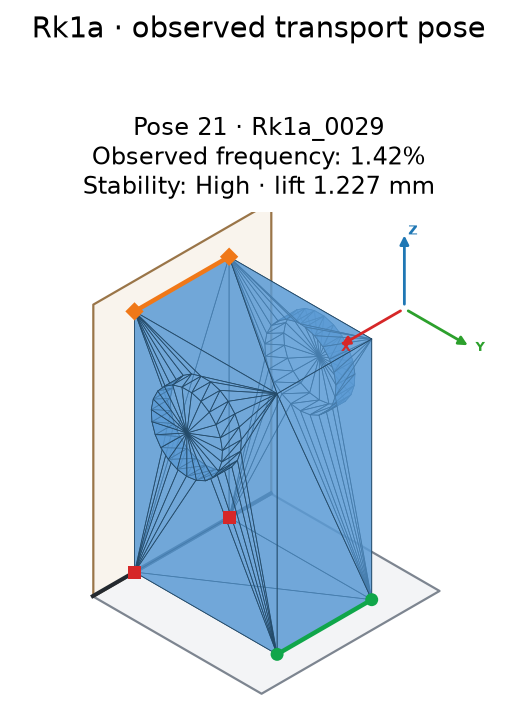 Rk1a · observed transport pose
Pose 21 · Rk1a_0029
Observed frequency: 1.42%
Stability: High · lift 1.227 mm
Z
X
Y